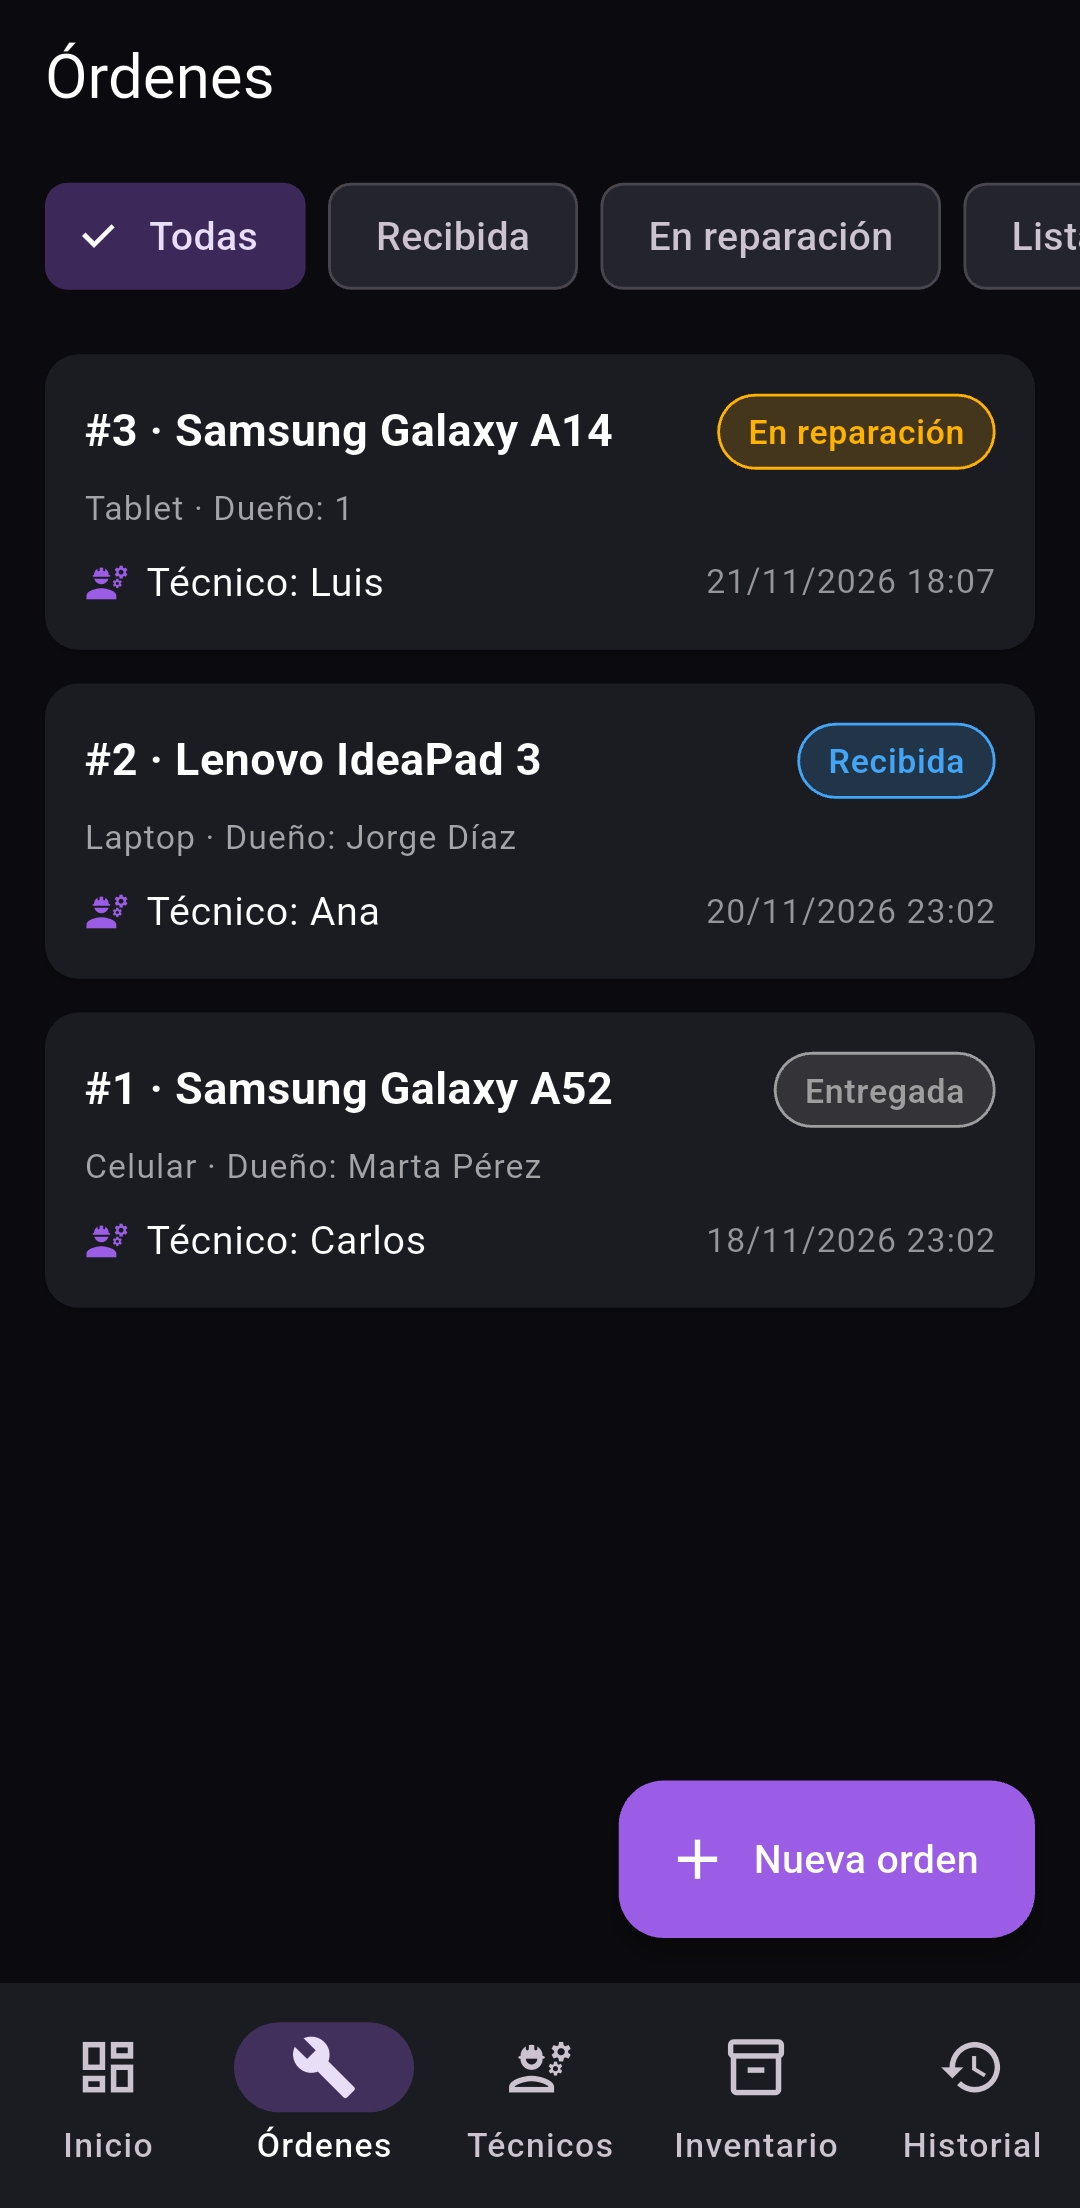 Órdenes
Todas
Recibida
En reparación
#3 · Samsung Galaxy A14
En reparación
Tablet · Dueño: 1
Técnico: Luis
21/11/2026 18:07
#2 · Lenovo IdeaPad 3
Recibida
Laptop · Dueño: Jorge Díaz
Técnico: Ana
20/11/2026 23:02
#1 · Samsung Galaxy A52
Entregada
Celular · Dueño: Marta Pérez
Técnico: Carlos
18/11/2026 23:02
Nueva orden
Inicio
Órdenes
Técnicos
Inventario
Historial